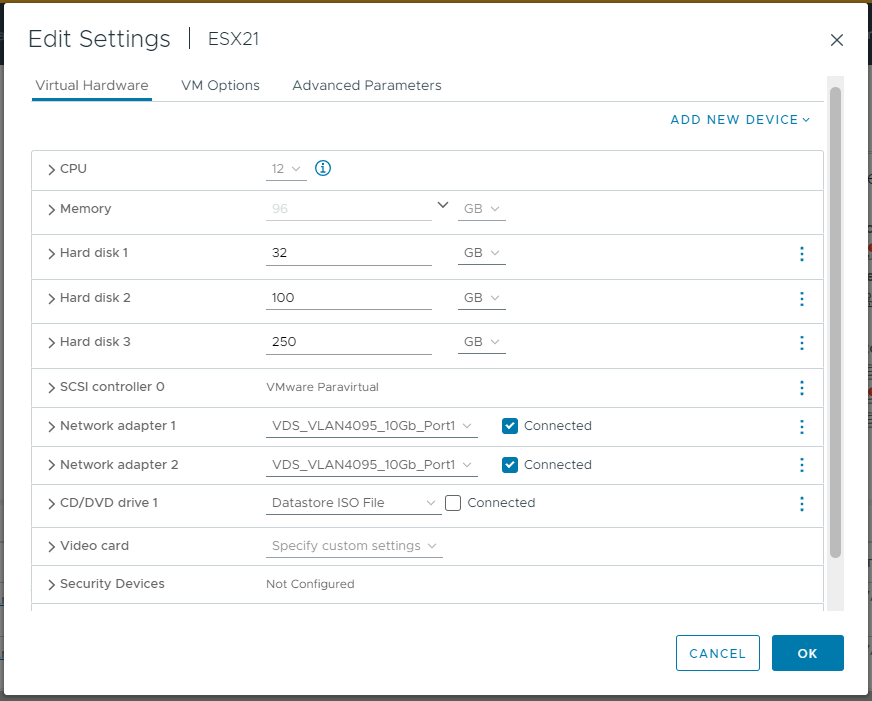 Edit Settings | ESX21
Virtual Hardware VM Options Advanced Parameters
ADD NEW DEVICE
CPU 12
Memory 96 GB
Hard disk 1 32 GB
Hard disk 2 100 GB
Hard disk 3 250 GB
SCSI controller 0 VMware Paravirtual
Network adapter 1 VDS_VLAN4095_10Gb_Port1 Connected
Network adapter 2 VDS_VLAN4095_10Gb_Port1 Connected
CD/DVD drive 1 Datastore ISO File Connected
Video card Specify custom settings
Security Devices Not Configured
CANCEL OK